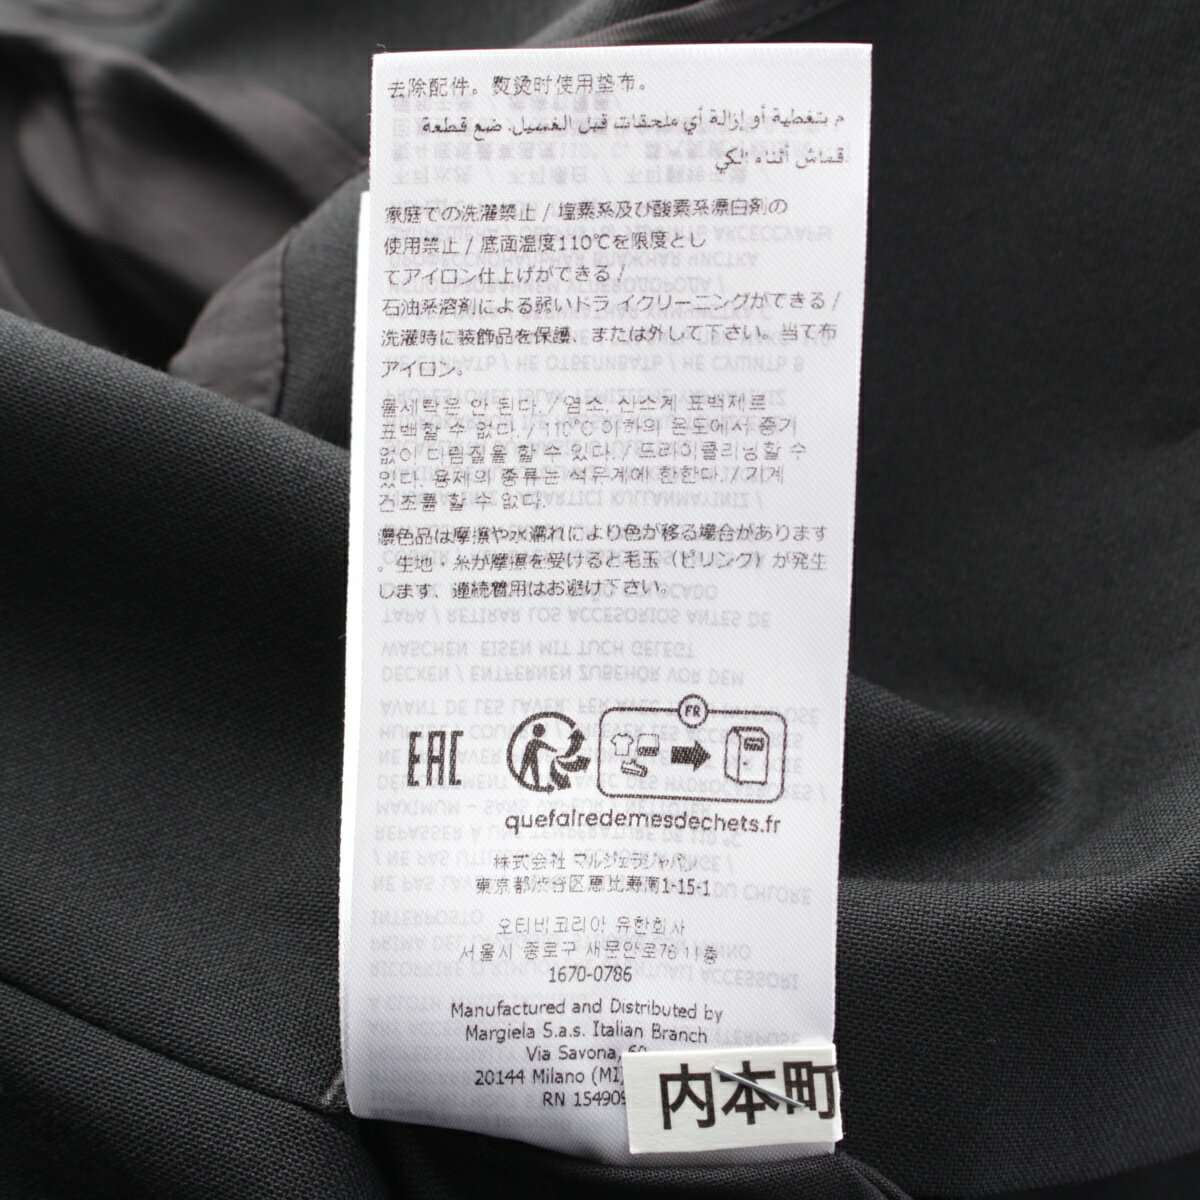 去除配件。熨烫时使用垫布。
م بتغطية أو إزالة أي ملحقات قبل الغسيل. ضع قطعة
قماش أثناء الكي
家庭での洗濯禁止 / 塩素系及び酸素系漂白剤の
使用禁止 / 底面温度110℃を限度とし
てアイロン仕上げができる /
石油系溶剤による弱いドライクリーニングができる /
洗濯時に装飾品を保護、または外して下さい。当て布
アイロン。
물세탁은 안 된다. / 염소, 산소계 표백제로
표백할 수 없다. / 110℃ 이하의 온도에서 증기
없이 다림질을 할 수 있다. / 드라이클리닝할 수
있다. 용제의 종류는 석유계에 한한다. / 기계
건조를 할 수 없다.
濃色品は摩擦や水濡れにより色が移る場合があります
。生地・糸が摩擦を受けると毛玉（ピリング）が発生
します、連続着用はお避け下さい。
EAC
FR
quefairedemesdechets.fr
株式会社 マルジェラジャパン
東京都渋谷区恵比寿南1-15-1
오티비코리아 유한회사
서울시 종로구 새문안로76 11층
1670-0786
Manufactured and Distributed by
Margiela S.a.s. Italian Branch
Via Savona,
20144 Milano (MI)
RN 15490
内本町